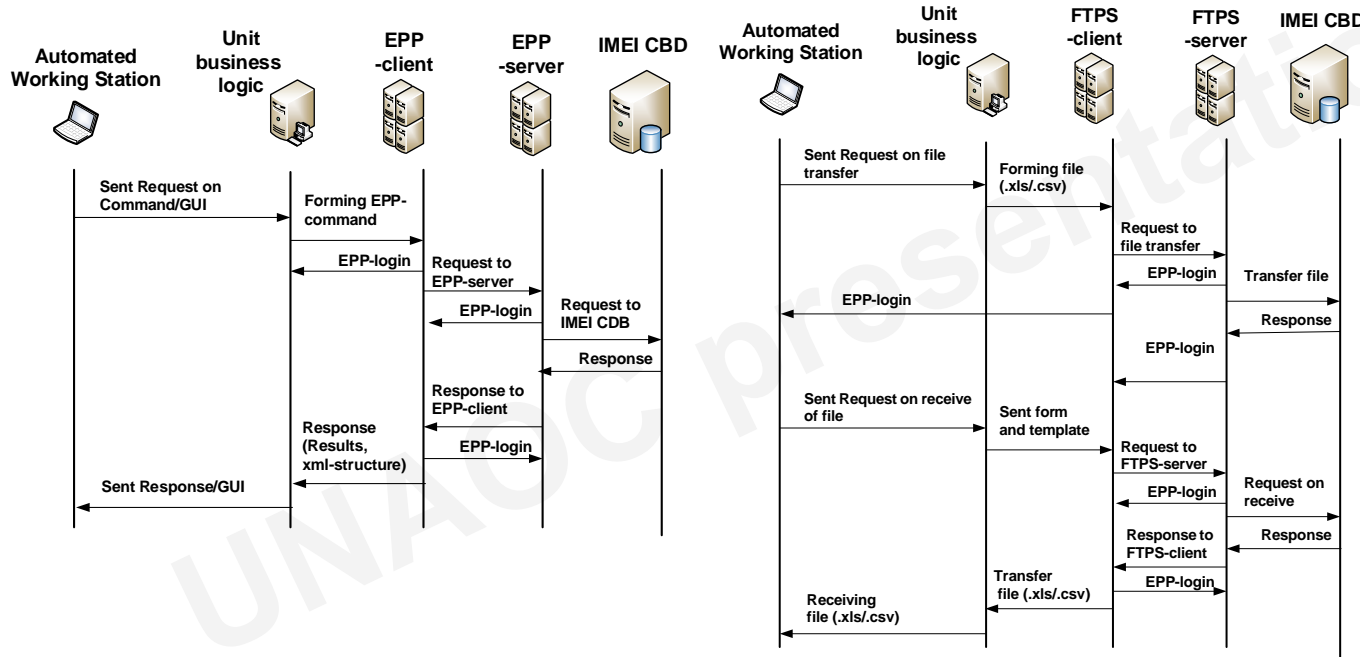 Automated
Working Station
Unit
business
logic
EPP
-client
EPP
-server
IMEI CBD
Sent Request on
Command/GUI
Forming EPP-
command
EPP-login
Request to
EPP-server
EPP-login
Request to
IMEI CDB
Response
Response to
EPP-client
Response
(Results,
xml-structure)
EPP-login
Sent Response/GUI
Automated
Working Station
Unit
business
logic
FTPS
-client
FTPS
-server
IMEI CBD
Sent Request on file
transfer
Forming file
(.xls/.csv)
Request to
file transfer
EPP-login
Transfer file
EPP-login
Response
EPP-login
Sent Request on receive
of file
Sent form
and template
Request to
FTPS-server
EPP-login
Request on
receive
Response to
FTPS-client
Response
EPP-login
Transfer
file (.xls/.csv)
Receiving
file (.xls/.csv)
UNAOC presentatio